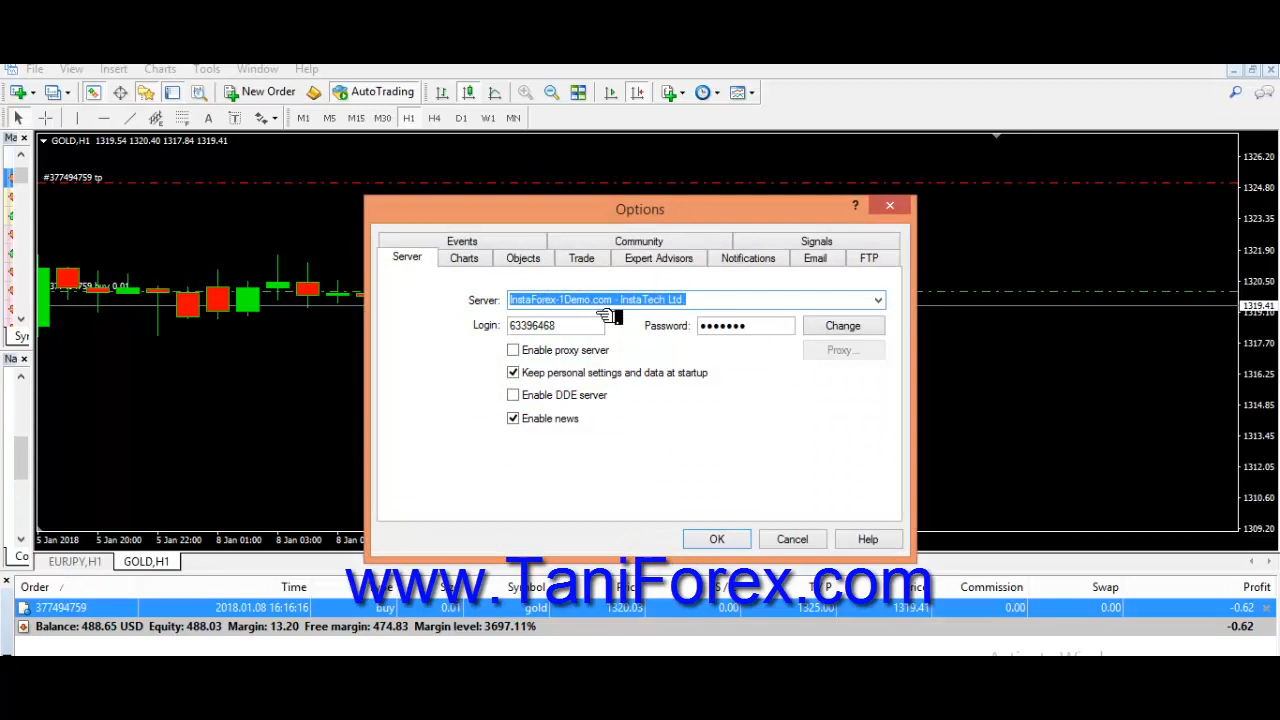 File View Insert Charts Tools Window Help
New Order AutoTrading
A T M1 M5 M15 M30 H1 H4 D1 W1 MN
GOLD,H1 1319.54 1320.40 1317.84 1319.41
#377494759 tp
buy 0.01
1326.20
1324.80
1323.35
1321.90
1320.50
1319.41
1317.70
1316.25
1314.85
1313.45
1312.05
1310.60
1309.20
Options
Events Community Signals
Server Charts Objects Trade Expert Advisors Notifications Email FTP
Server: InstaForex-1Demo.com - InstaTech Ltd
Login: 63396468 Password: ●●●●●●● Change
Enable proxy server Proxy...
Keep personal settings and data at startup
Enable DDE server
Enable news
OK Cancel Help
5 Jan 2018 5 Jan 20:00 5 Jan 22:00 8 Jan 01:00 8 Jan 03:00
EURJPY,H1 GOLD,H1
www.TaniForex.com
Order Time Symbol Commission Swap Profit
377494759 2018.01.08 16:16:16 buy 0.01 gold 1320.03 0.00 1325.00 1319.41 0.00 0.00 -0.62
Balance: 488.65 USD Equity: 488.03 Margin: 13.20 Free margin: 474.83 Margin level: 3697.11% -0.62